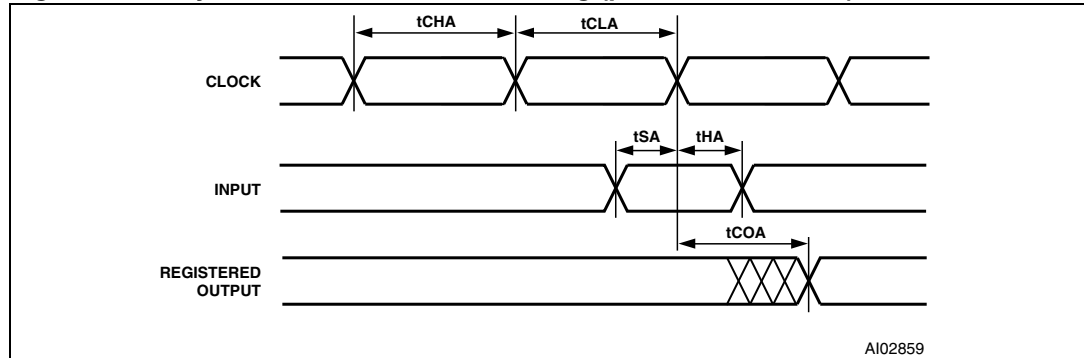 tCHA tCLA
CLOCK
tSA tHA
INPUT
tCOA
REGISTERED
OUTPUT
AI02859